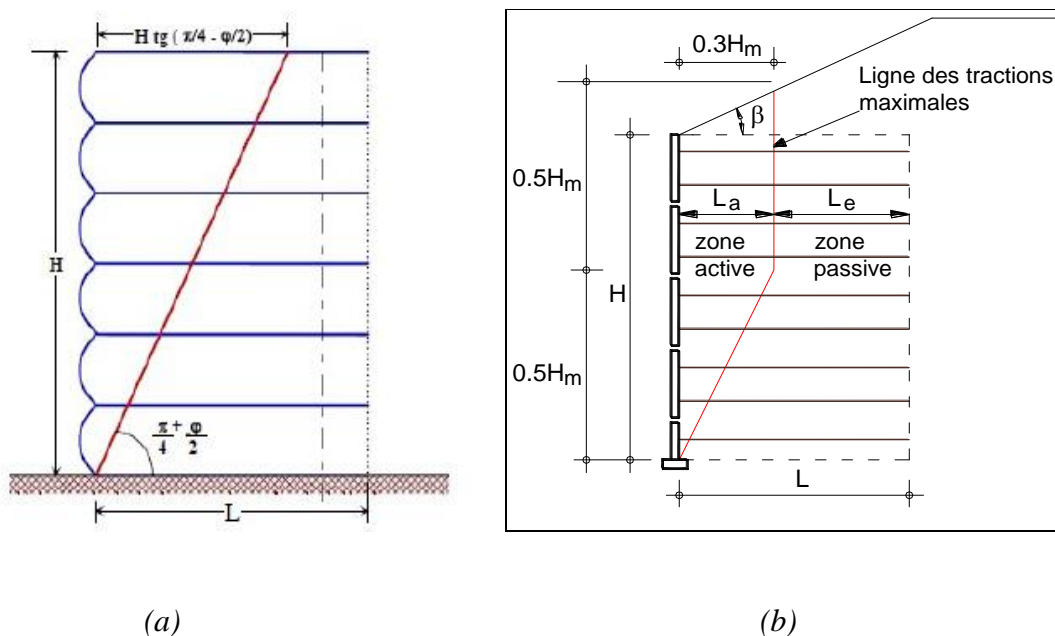 H tg ( π/4 - φ/2)
H
π/4 + φ/2
L
(a)
0.3Hm
Ligne des tractions
maximales
β
0.5Hm
La
Le
zone
active
zone
passive
H
0.5Hm
L
(b)